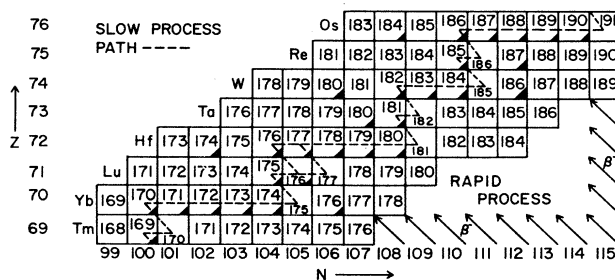 76 SLOW PROCESS Os 183 184 185 186 187 188 189 190 191
75 PATH ---- Re 181 182 183 184 185 186 187 188 189 190
74 W 178 179 180 181 182 183 184 185 186 187 188 189
Z 73 Ta 176 177 178 179 180 181 182 183 184 185 186
72 Hf 173 174 175 176 177 178 179 180 181 182 183 184
71 Lu 171 172 173 174 175 176 177 178 179 180 RAPID β
70 Yb 169 170 171 172 173 174 175 176 177 178 PROCESS
69 Tm 168 169 170 171 172 173 174 175 176 β
99 100 101 102 103 104 105 106 107 108 109 110 111 112 113 114 115
N